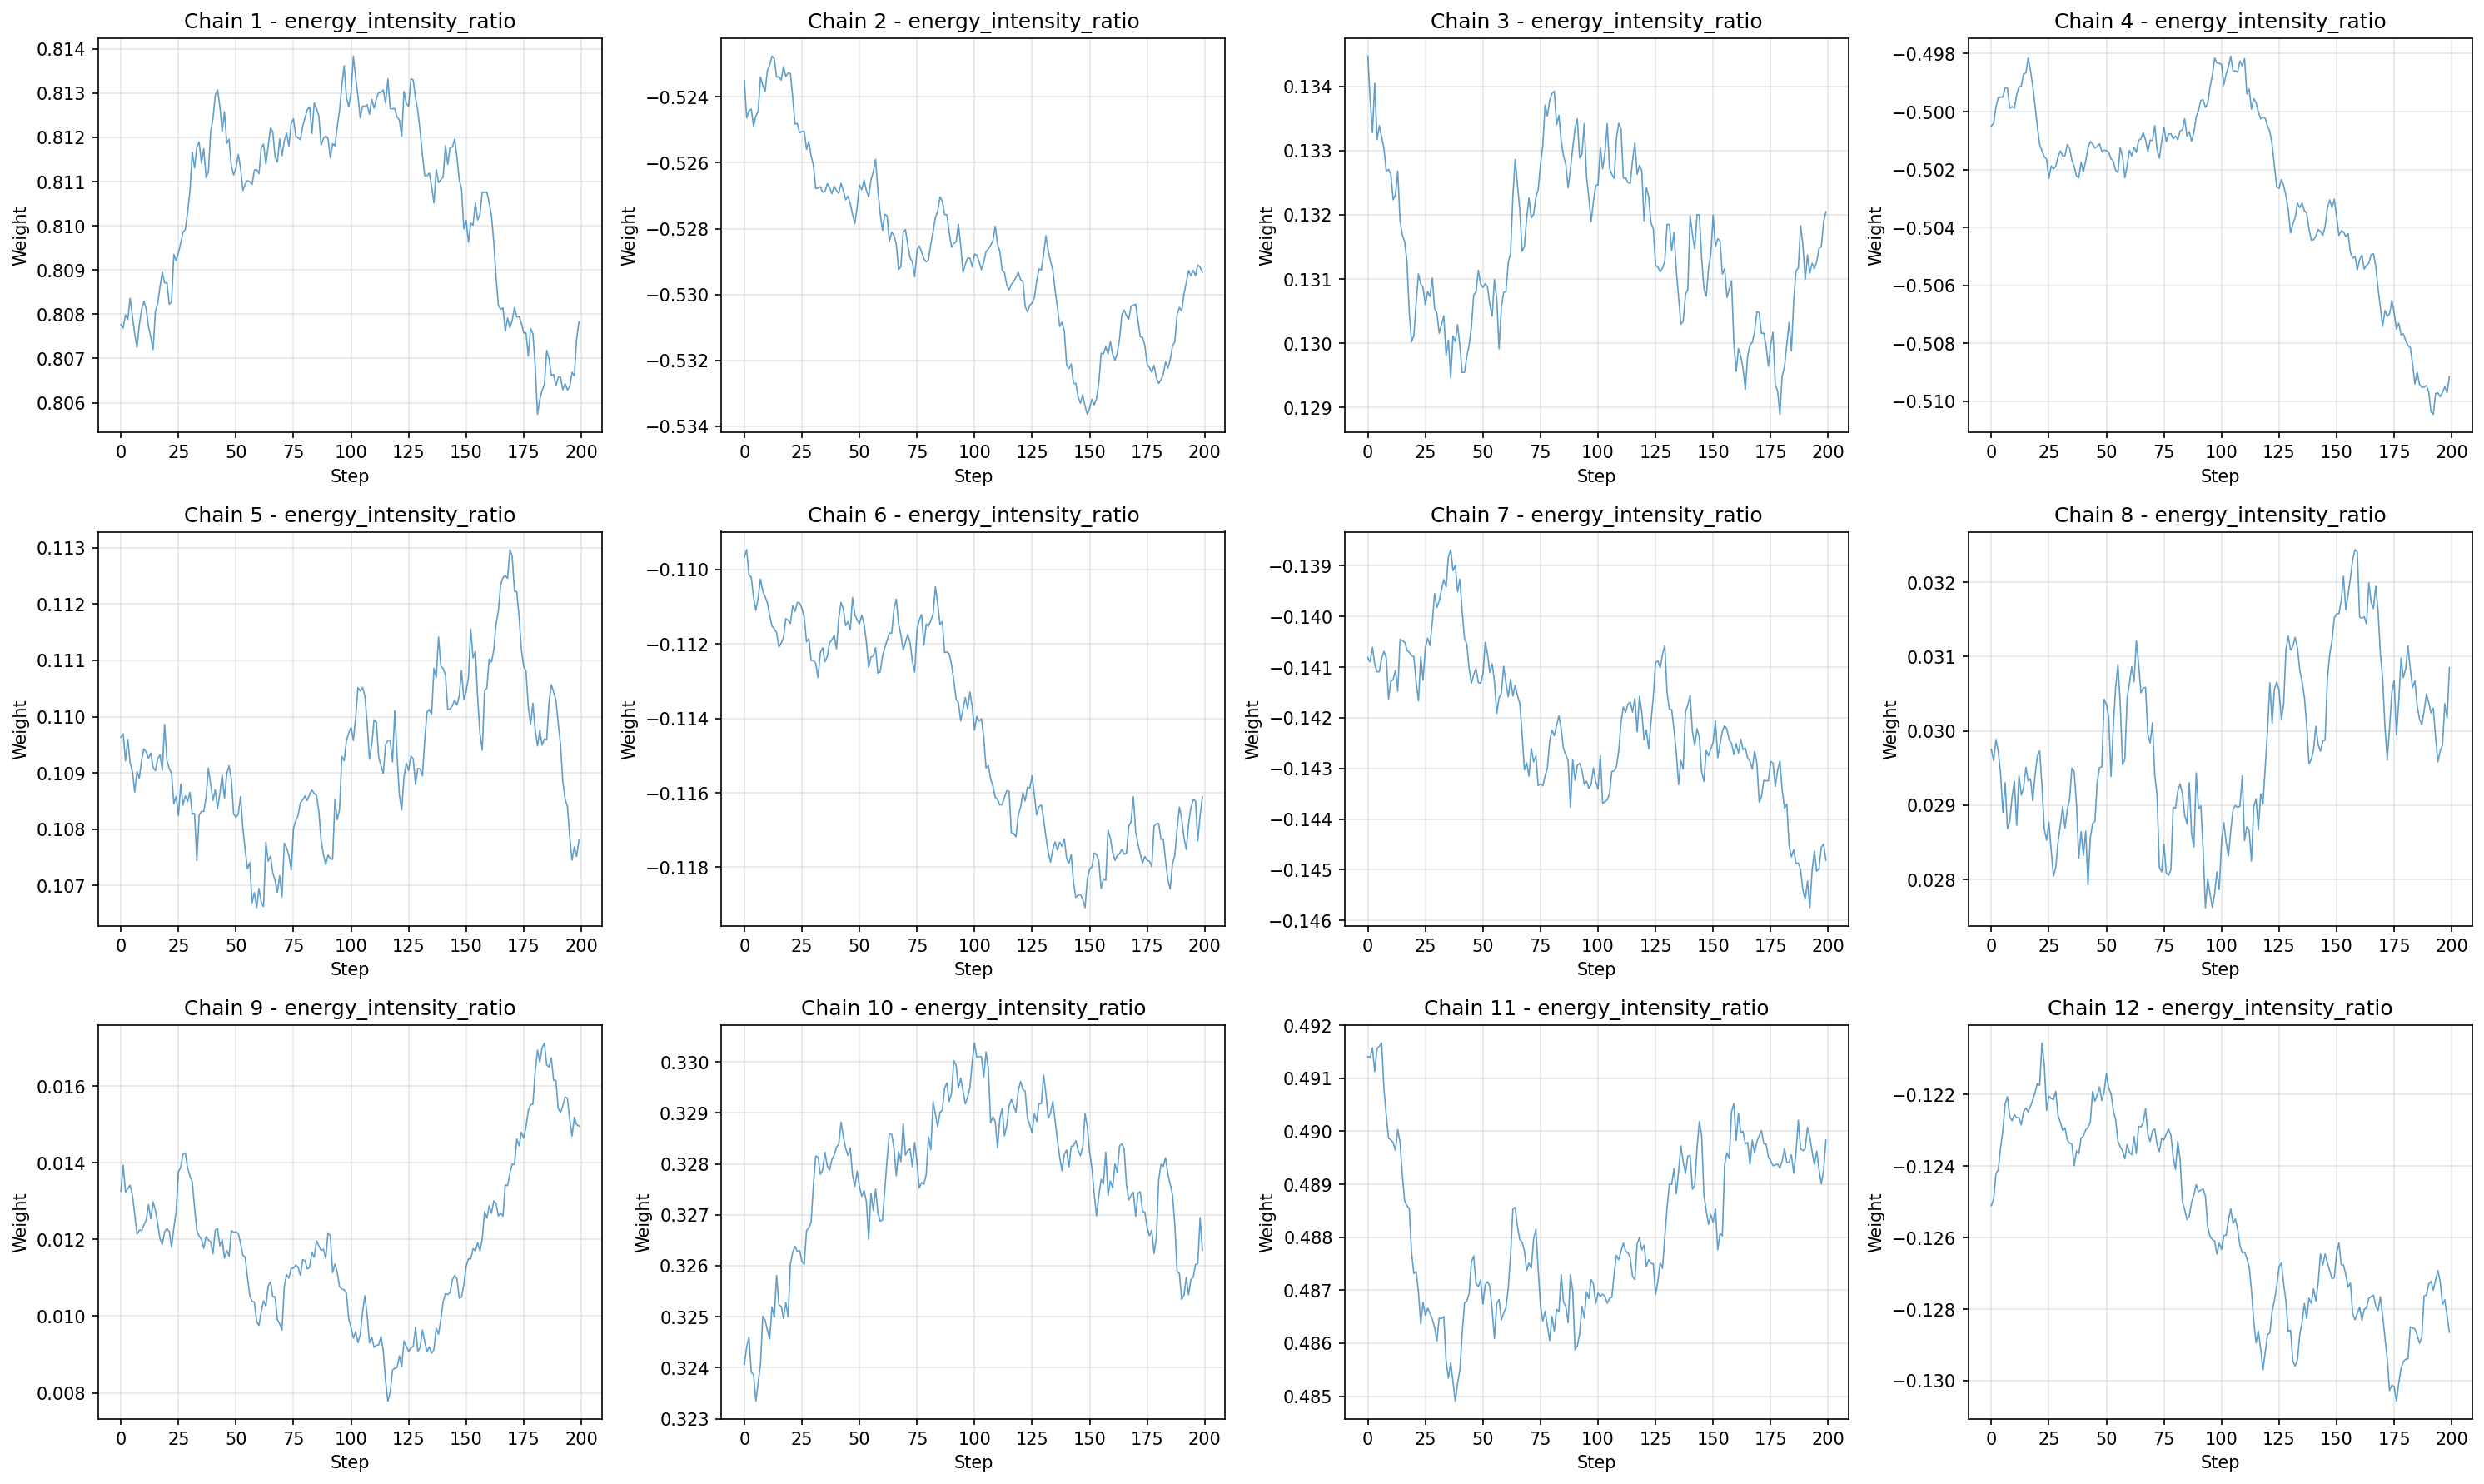 Chain 1 - energy_intensity_ratio
0.814
0.813
0.812
0.811
0.810
0.809
0.808
0.807
0.806
Weight
0 25 50 75 100 125 150 175 200
Step
Chain 2 - energy_intensity_ratio
−0.524
−0.526
−0.528
−0.530
−0.532
−0.534
Weight
0 25 50 75 100 125 150 175 200
Step
Chain 3 - energy_intensity_ratio
0.134
0.133
0.132
0.131
0.130
0.129
Weight
0 25 50 75 100 125 150 175 200
Step
Chain 4 - energy_intensity_ratio
−0.498
−0.500
−0.502
−0.504
−0.506
−0.508
−0.510
Weight
0 25 50 75 100 125 150 175 200
Step
Chain 5 - energy_intensity_ratio
0.113
0.112
0.111
0.110
0.109
0.108
0.107
Weight
0 25 50 75 100 125 150 175 200
Step
Chain 6 - energy_intensity_ratio
−0.110
−0.112
−0.114
−0.116
−0.118
Weight
0 25 50 75 100 125 150 175 200
Step
Chain 7 - energy_intensity_ratio
−0.139
−0.140
−0.141
−0.142
−0.143
−0.144
−0.145
−0.146
Weight
0 25 50 75 100 125 150 175 200
Step
Chain 8 - energy_intensity_ratio
0.032
0.031
0.030
0.029
0.028
Weight
0 25 50 75 100 125 150 175 200
Step
Chain 9 - energy_intensity_ratio
0.016
0.014
0.012
0.010
0.008
Weight
0 25 50 75 100 125 150 175 200
Step
Chain 10 - energy_intensity_ratio
0.330
0.329
0.328
0.327
0.326
0.325
0.324
0.323
Weight
0 25 50 75 100 125 150 175 200
Step
Chain 11 - energy_intensity_ratio
0.492
0.491
0.490
0.489
0.488
0.487
0.486
0.485
Weight
0 25 50 75 100 125 150 175 200
Step
Chain 12 - energy_intensity_ratio
−0.122
−0.124
−0.126
−0.128
−0.130
Weight
0 25 50 75 100 125 150 175 200
Step